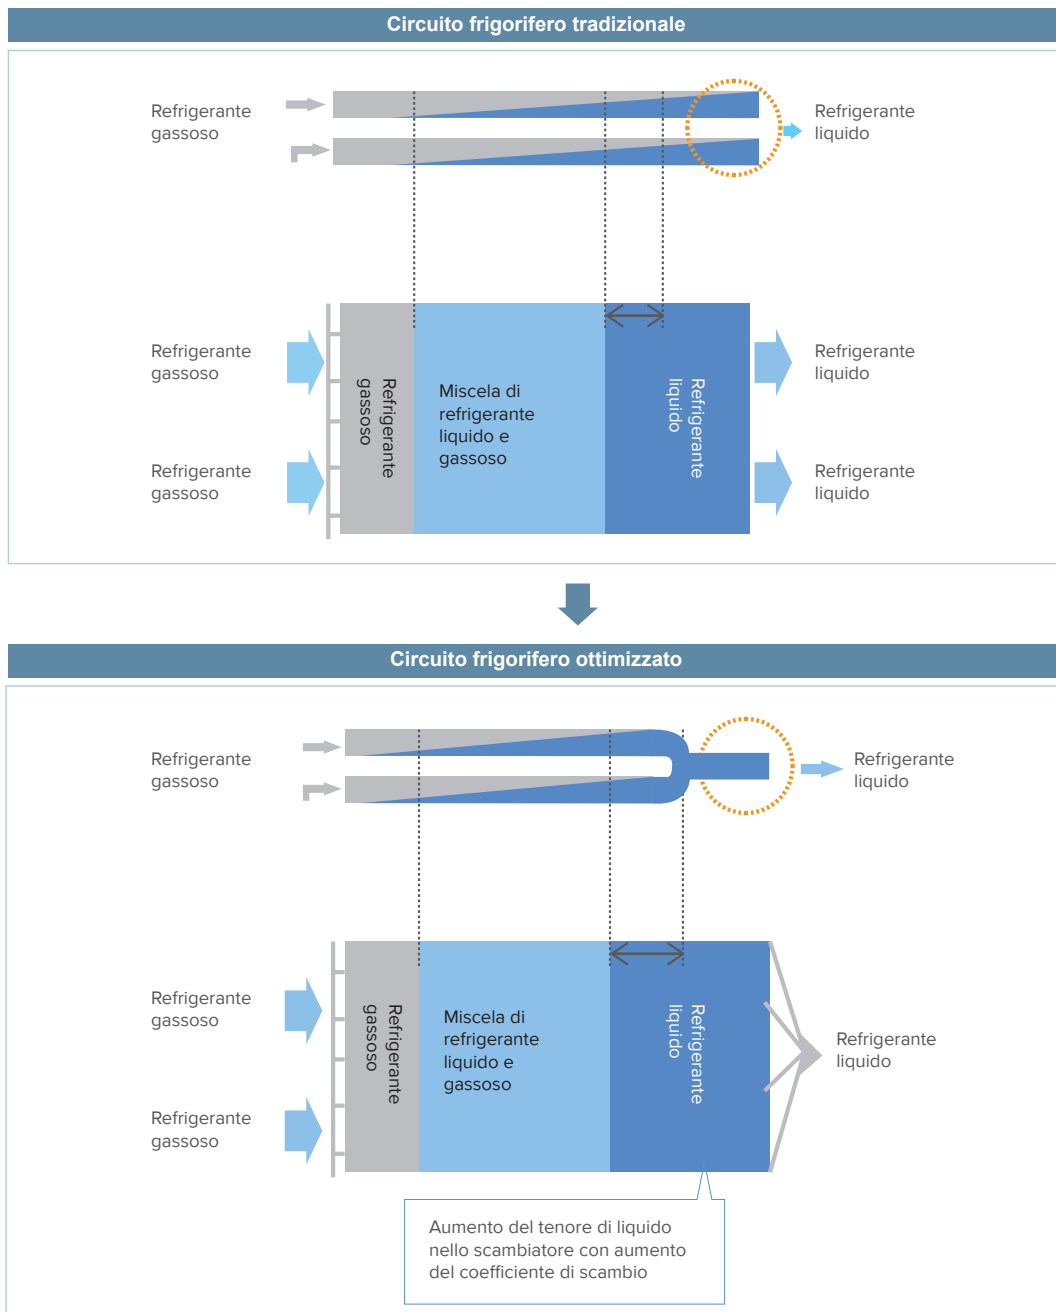 Circuito frigorifero tradizionale
Refrigerante
gassoso
Refrigerante
liquido
Refrigerante
gassoso
Refrigerante
gassoso
Refrigerante
gassoso
Miscela di
refrigerante
liquido e
gassoso
Refrigerante
liquido
Refrigerante
liquido
Refrigerante
liquido
Circuito frigorifero ottimizzato
Refrigerante
gassoso
Refrigerante
liquido
Refrigerante
gassoso
Refrigerante
gassoso
Refrigerante
gassoso
Miscela di
refrigerante
liquido e
gassoso
Refrigerante
liquido
Refrigerante
liquido
Aumento del tenore di liquido
nello scambiatore con aumento
del coefficiente di scambio